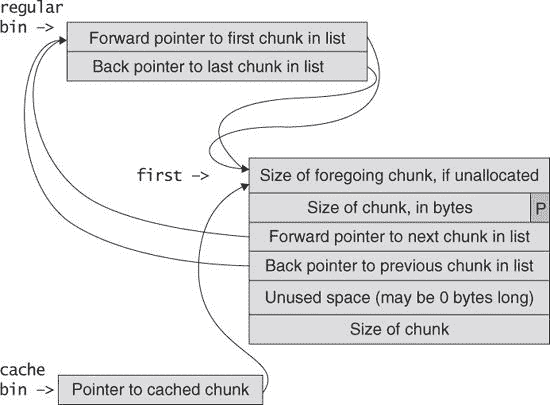 regular
bin ->
Forward pointer to first chunk in list
Back pointer to last chunk in list
first ->
Size of foregoing chunk, if unallocated
Size of chunk, in bytes
P
Forward pointer to next chunk in list
Back pointer to previous chunk in list
Unused space (may be 0 bytes long)
Size of chunk
cache
bin ->
Pointer to cached chunk